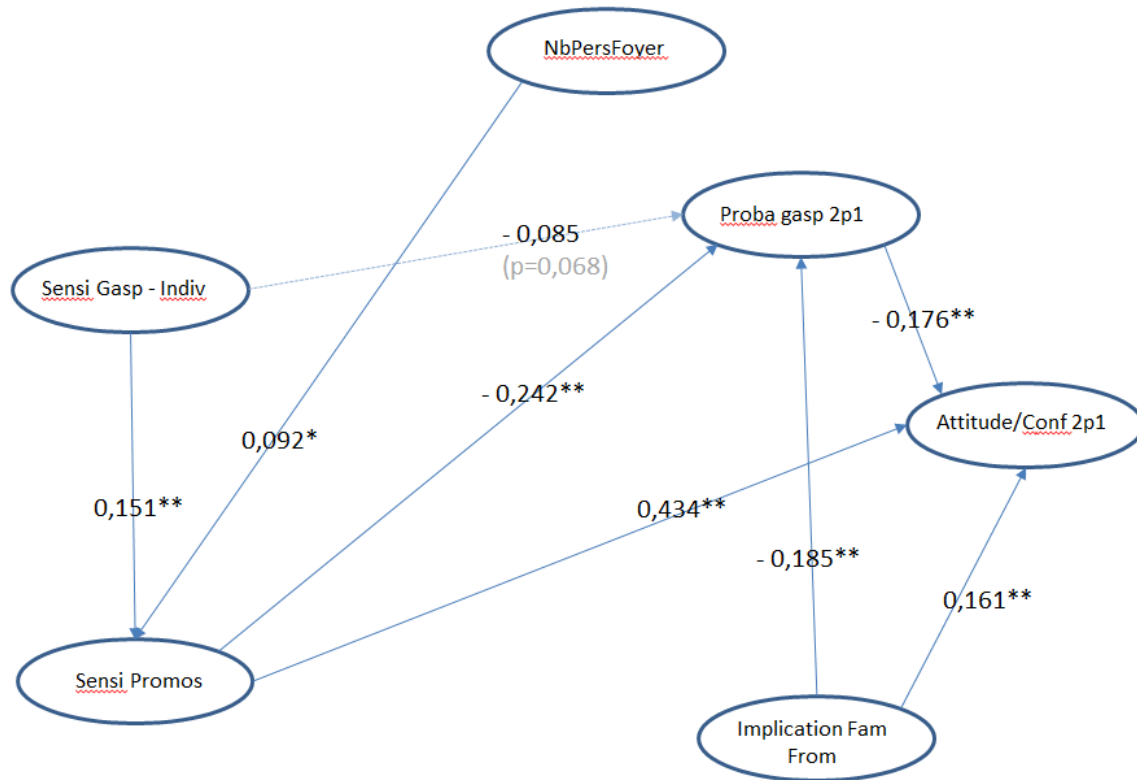 NbPersFoyer
Proba gasp 2p1
- 0,085
(p=0,068)
Sensi Gasp - Indiv
- 0,176**
- 0,242**
Attitude/Conf 2p1
0,092*
0,151**
0,434**
- 0,185**
0,161**
Sensi Promos
Implication Fam
From